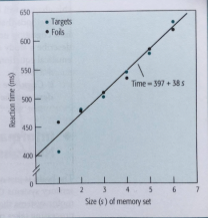 650
Targets
Foils
600
550
500
450
400
0
Reaction time (ms)
Time = 397 + 38 s
1 2 3 4 5 6 7
Size (s) of memory set